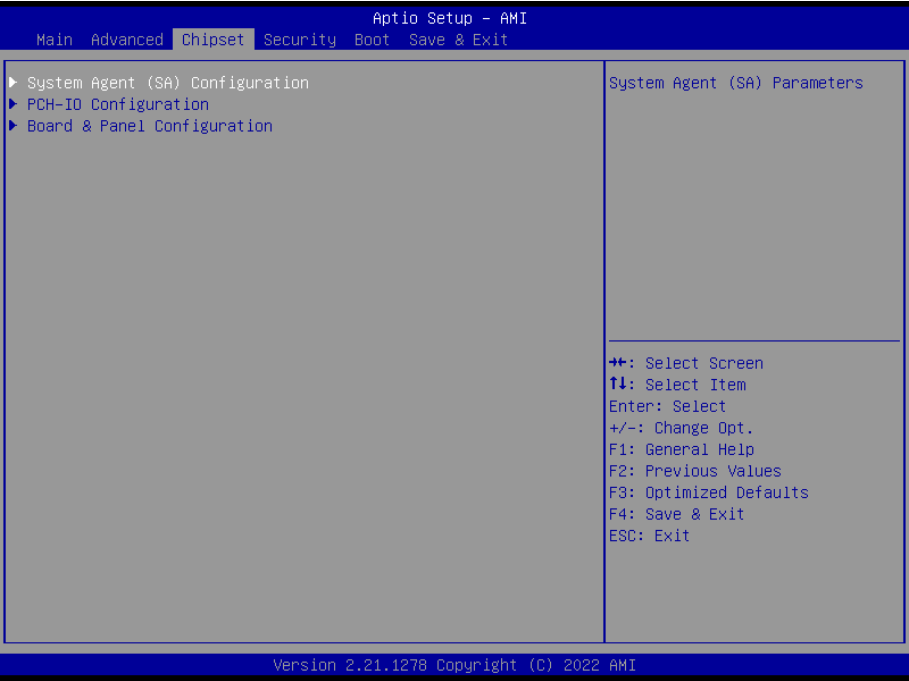 Aptio Setup – AMI
Main Advanced Chipset Security Boot Save & Exit
▶ System Agent (SA) Configuration
▶ PCH-IO Configuration
▶ Board & Panel Configuration
System Agent (SA) Parameters
→←: Select Screen
↑↓: Select Item
Enter: Select
+/-: Change Opt.
F1: General Help
F2: Previous Values
F3: Optimized Defaults
F4: Save & Exit
ESC: Exit
Version 2.21.1278 Copyright (C) 2022 AMI